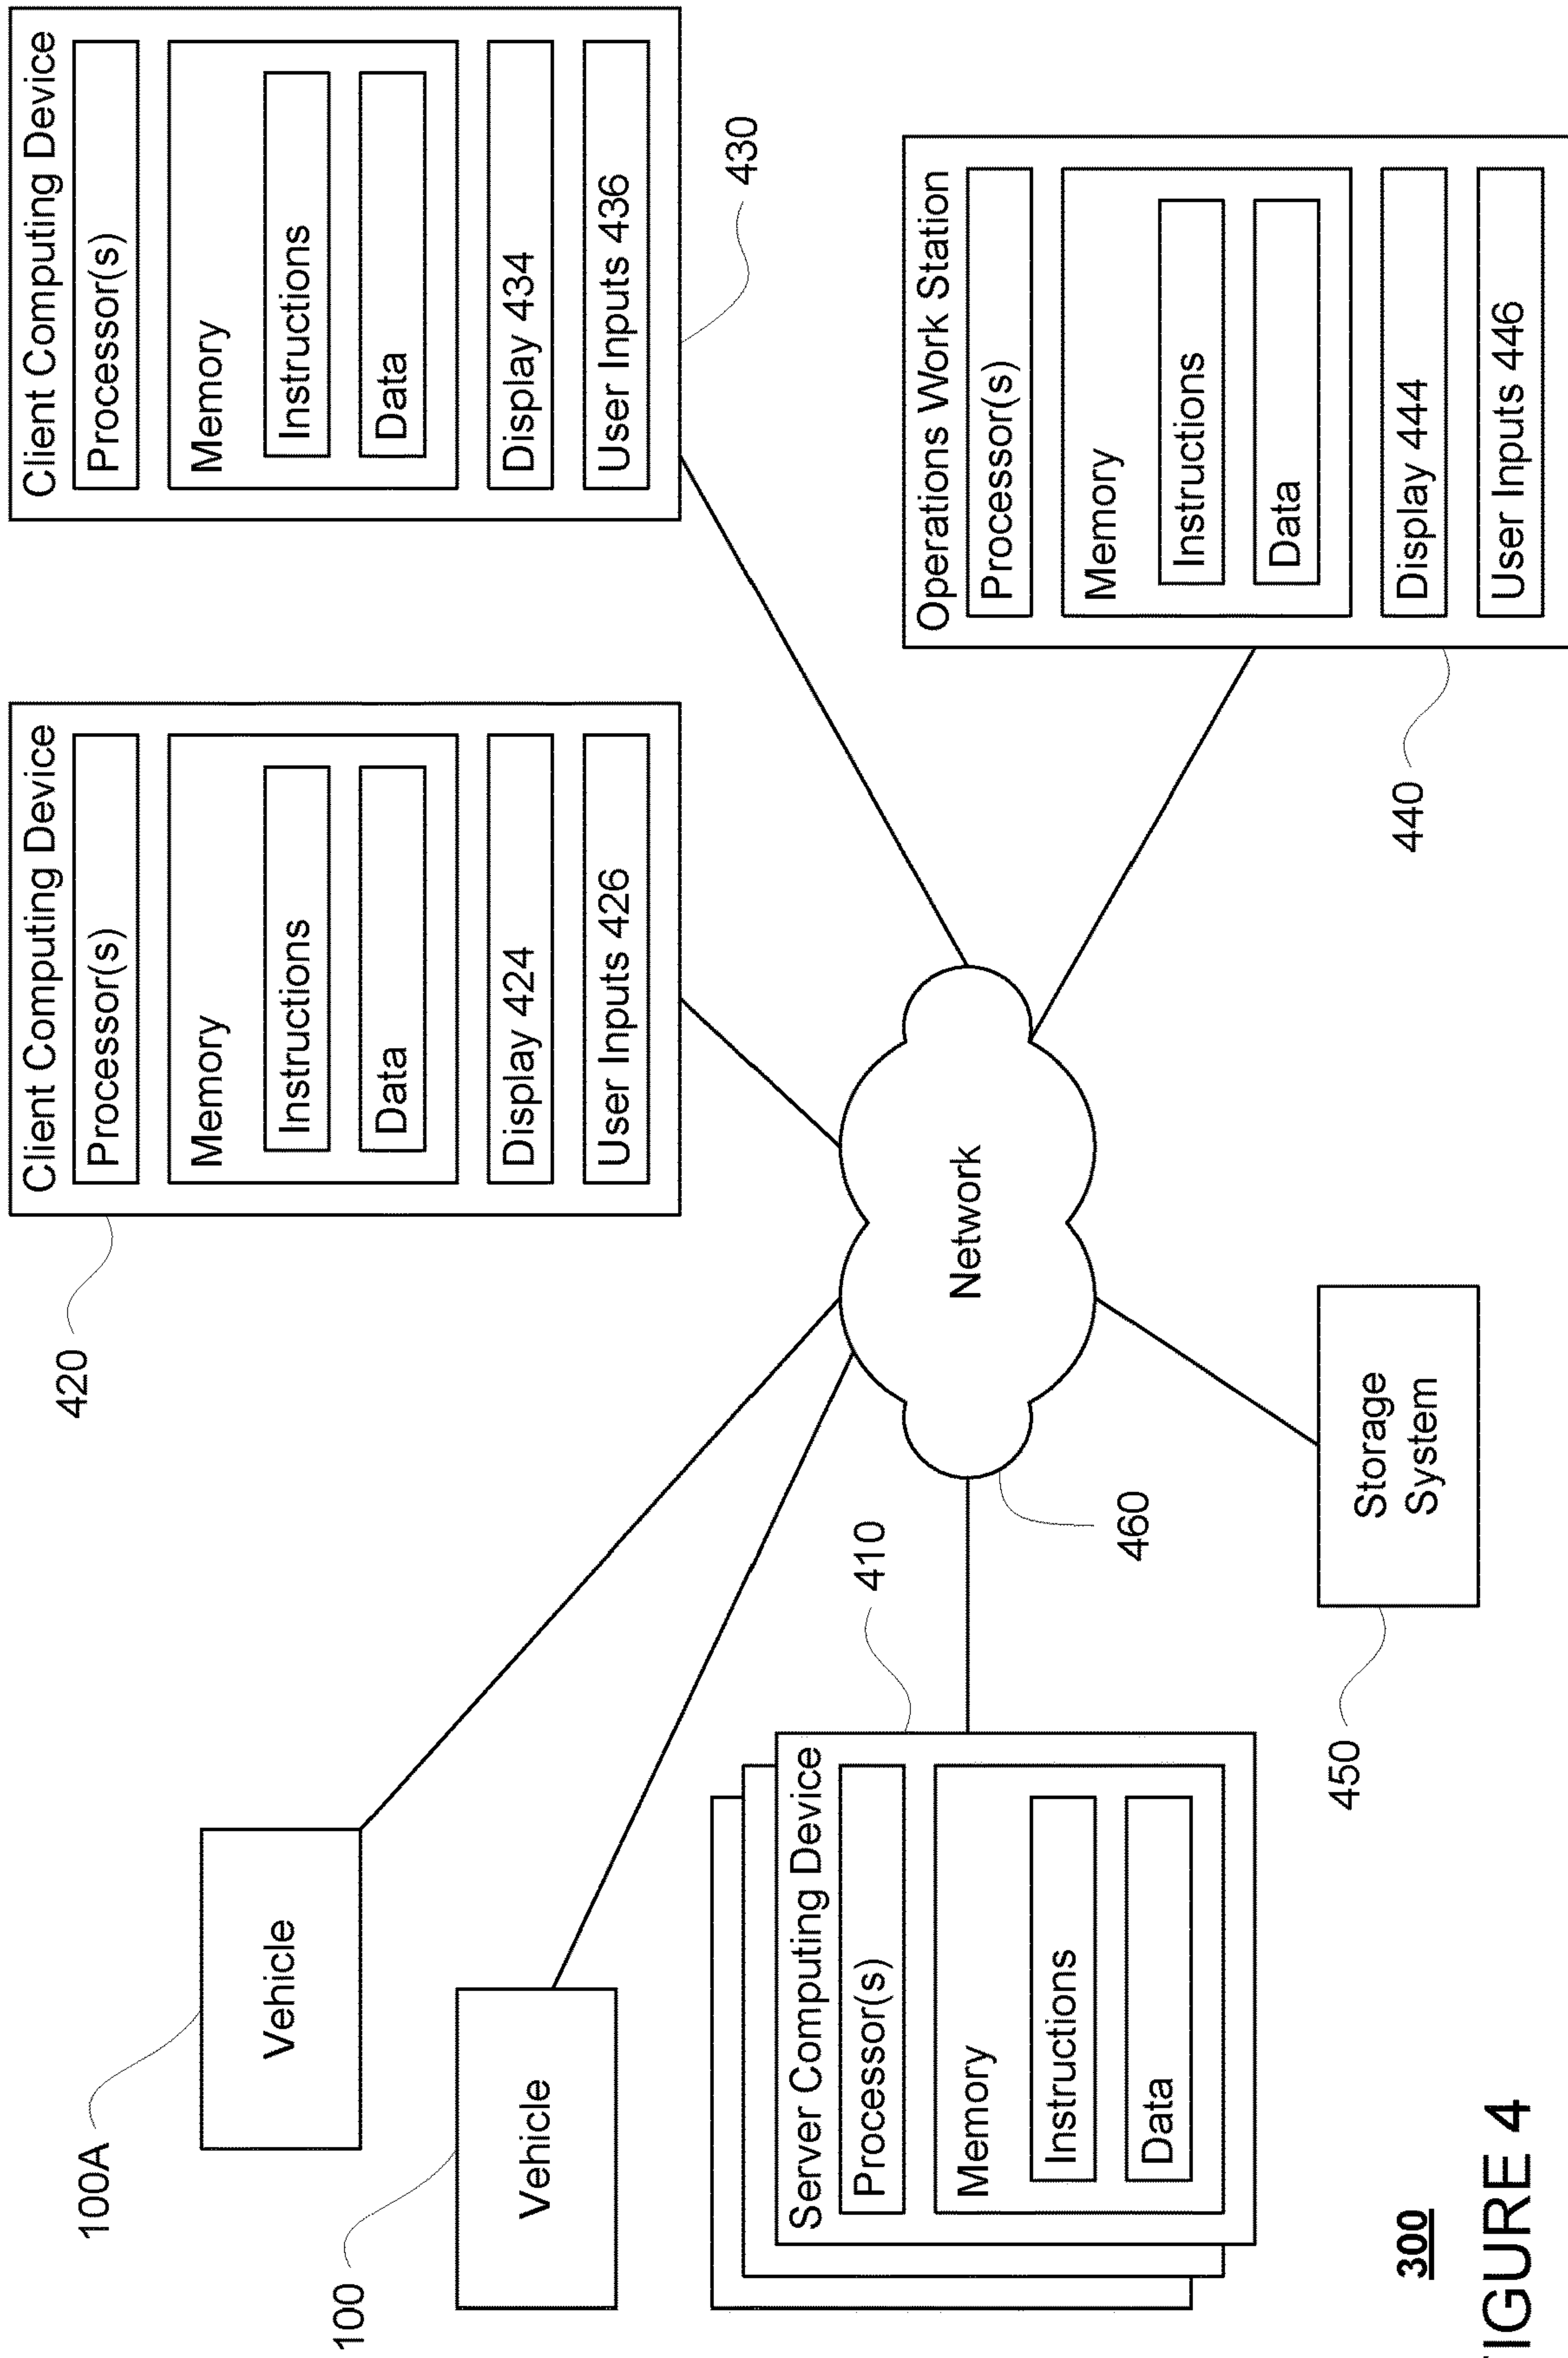 100A
Vehicle
100
Vehicle
420
Client Computing Device
Processor(s)
Memory
Instructions
Data
Display 424
User Inputs 426
Client Computing Device
Processor(s)
Memory
Instructions
Data
Display 434
User Inputs 436
430
Server Computing Device
Processor(s)
Memory
Instructions
Data
410
Network
460
Storage
System
450
Operations Work Station
Processor(s)
Memory
Instructions
Data
Display 444
User Inputs 446
440
300
IGURE 4